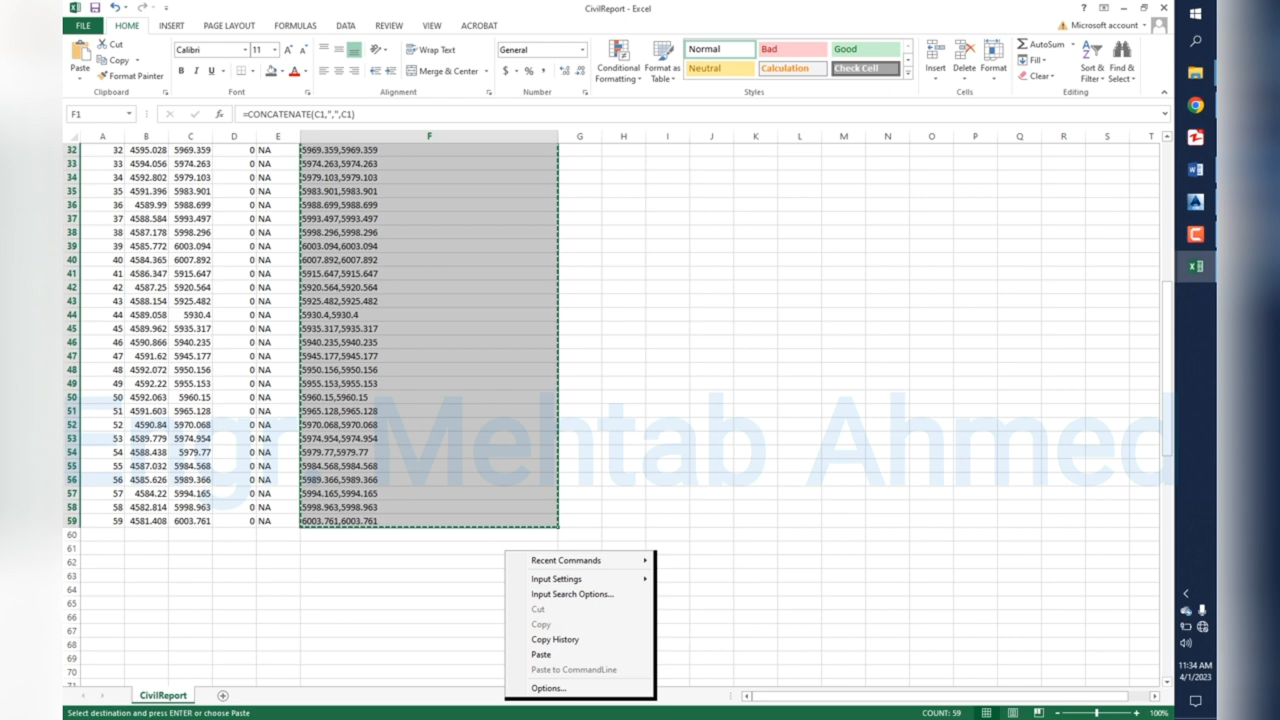 CivilReport - Excel
FILE HOME INSERT PAGE LAYOUT FORMULAS DATA REVIEW VIEW ACROBAT Microsoft account
Paste Cut Copy Format Painter Clipboard
Calibri 11 B I U Font
Wrap Text Merge & Center Alignment
General $ % , Number
Conditional Formatting Format as Table
Normal Bad Good
Neutral Calculation Check Cell
Styles
Insert Delete Format Cells
AutoSum Fill Clear Sort & Filter Find & Select Editing
F1 fx =CONCATENATE(C1,",",C1)
A B C D E F G H I J K L M N O P Q R S T
32 32 4595.028 5969.359 0 NA 5969.359,5969.359
33 33 4594.056 5974.263 0 NA 5974.263,5974.263
34 34 4592.802 5979.103 0 NA 5979.103,5979.103
35 35 4591.396 5983.901 0 NA 5983.901,5983.901
36 36 4589.99 5988.699 0 NA 5988.699,5988.699
37 37 4588.584 5993.497 0 NA 5993.497,5993.497
38 38 4587.178 5998.296 0 NA 5998.296,5998.296
39 39 4585.772 6003.094 0 NA 6003.094,6003.094
40 40 4584.365 6007.892 0 NA 6007.892,6007.892
41 41 4586.347 5915.647 0 NA 5915.647,5915.647
42 42 4587.25 5920.564 0 NA 5920.564,5920.564
43 43 4588.154 5925.482 0 NA 5925.482,5925.482
44 44 4589.058 5930.4 0 NA 5930.4,5930.4
45 45 4589.962 5935.317 0 NA 5935.317,5935.317
46 46 4590.866 5940.235 0 NA 5940.235,5940.235
47 47 4591.62 5945.177 0 NA 5945.177,5945.177
48 48 4592.073 5950.156 0 NA 5950.156,5950.156
49 49 4592.22 5955.153 0 NA 5955.153,5955.153
50 50 4592.063 5960.15 0 NA 5960.15,5960.15
51 51 4591.603 5965.128 0 NA 5965.128,5965.128
52 52 4590.84 5970.068 0 NA 5970.068,5970.068
53 53 4589.779 5974.954 0 NA 5974.954,5974.954
54 54 4588.438 5979.77 0 NA 5979.77,5979.77
55 55 4587.032 5984.568 0 NA 5984.568,5984.568
56 56 4585.626 5989.366 0 NA 5989.366,5989.366
57 57 4584.22 5994.165 0 NA 5994.165,5994.165
58 58 4582.814 5998.963 0 NA 5998.963,5998.963
59 59 4581.408 6003.761 0 NA 6003.761,6003.761
Engr Mehtab Ahmed
60
61
62
63
64
65
66
67
68
69
70
Recent Commands
Input Settings
Input Search Options...
Cut
Copy
Copy History
Paste
Paste to CommandLine
Options...
CivilReport
Select destination and press ENTER or choose Paste COUNT: 59 100%
11:34 AM
4/1/2023